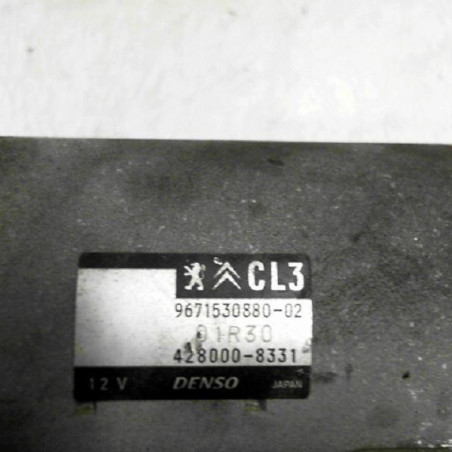 CL3
9671530880-02
01R30
428000-8331
12 V DENSO JAPAN